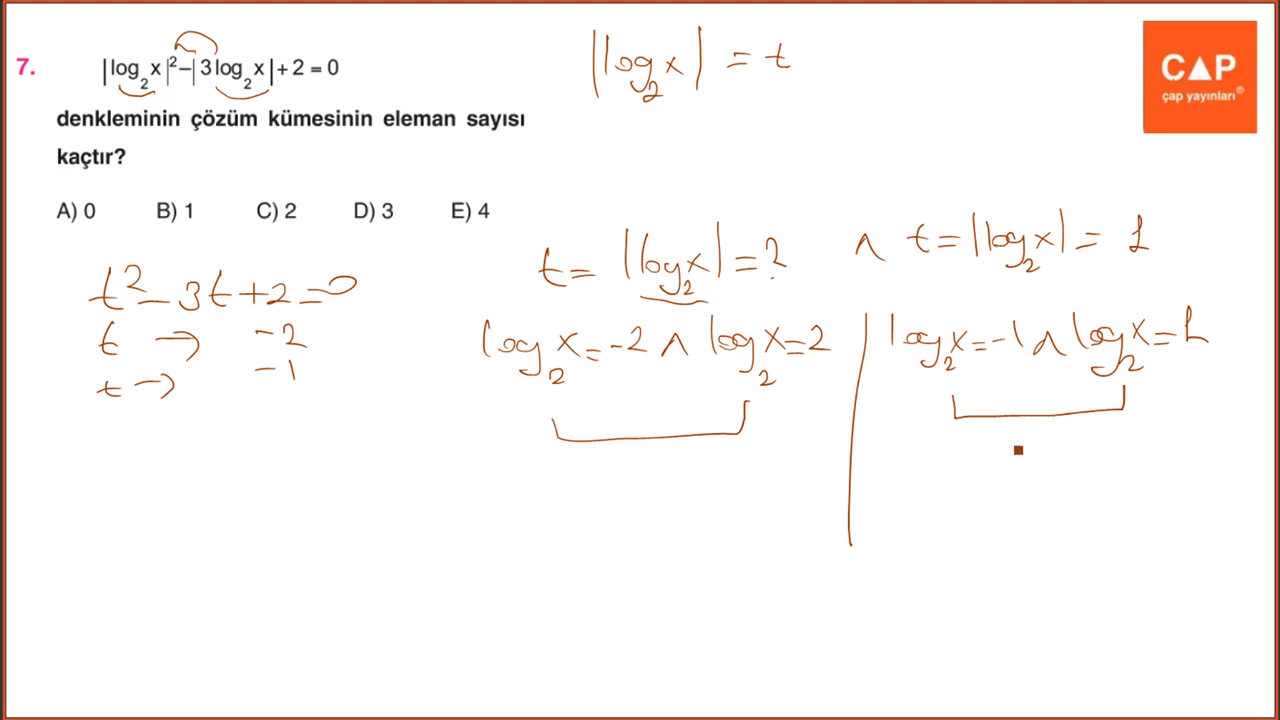 7. |log₂x|²−|3log₂x|+2 = 0
|log₂x| = t
CAP
çap yayınları®
denkleminin çözüm kümesinin eleman sayısı
kaçtır?
A) 0 B) 1 C) 2 D) 3 E) 4
t = |log₂x| = 2 ∧ t = |log₂x| = 1
t² − 3t + 2 = 0
t → −2
t → −1
log₂x = −2 ∧ log₂x = 2 | log₂x = −1 ∧ log₂x = 1